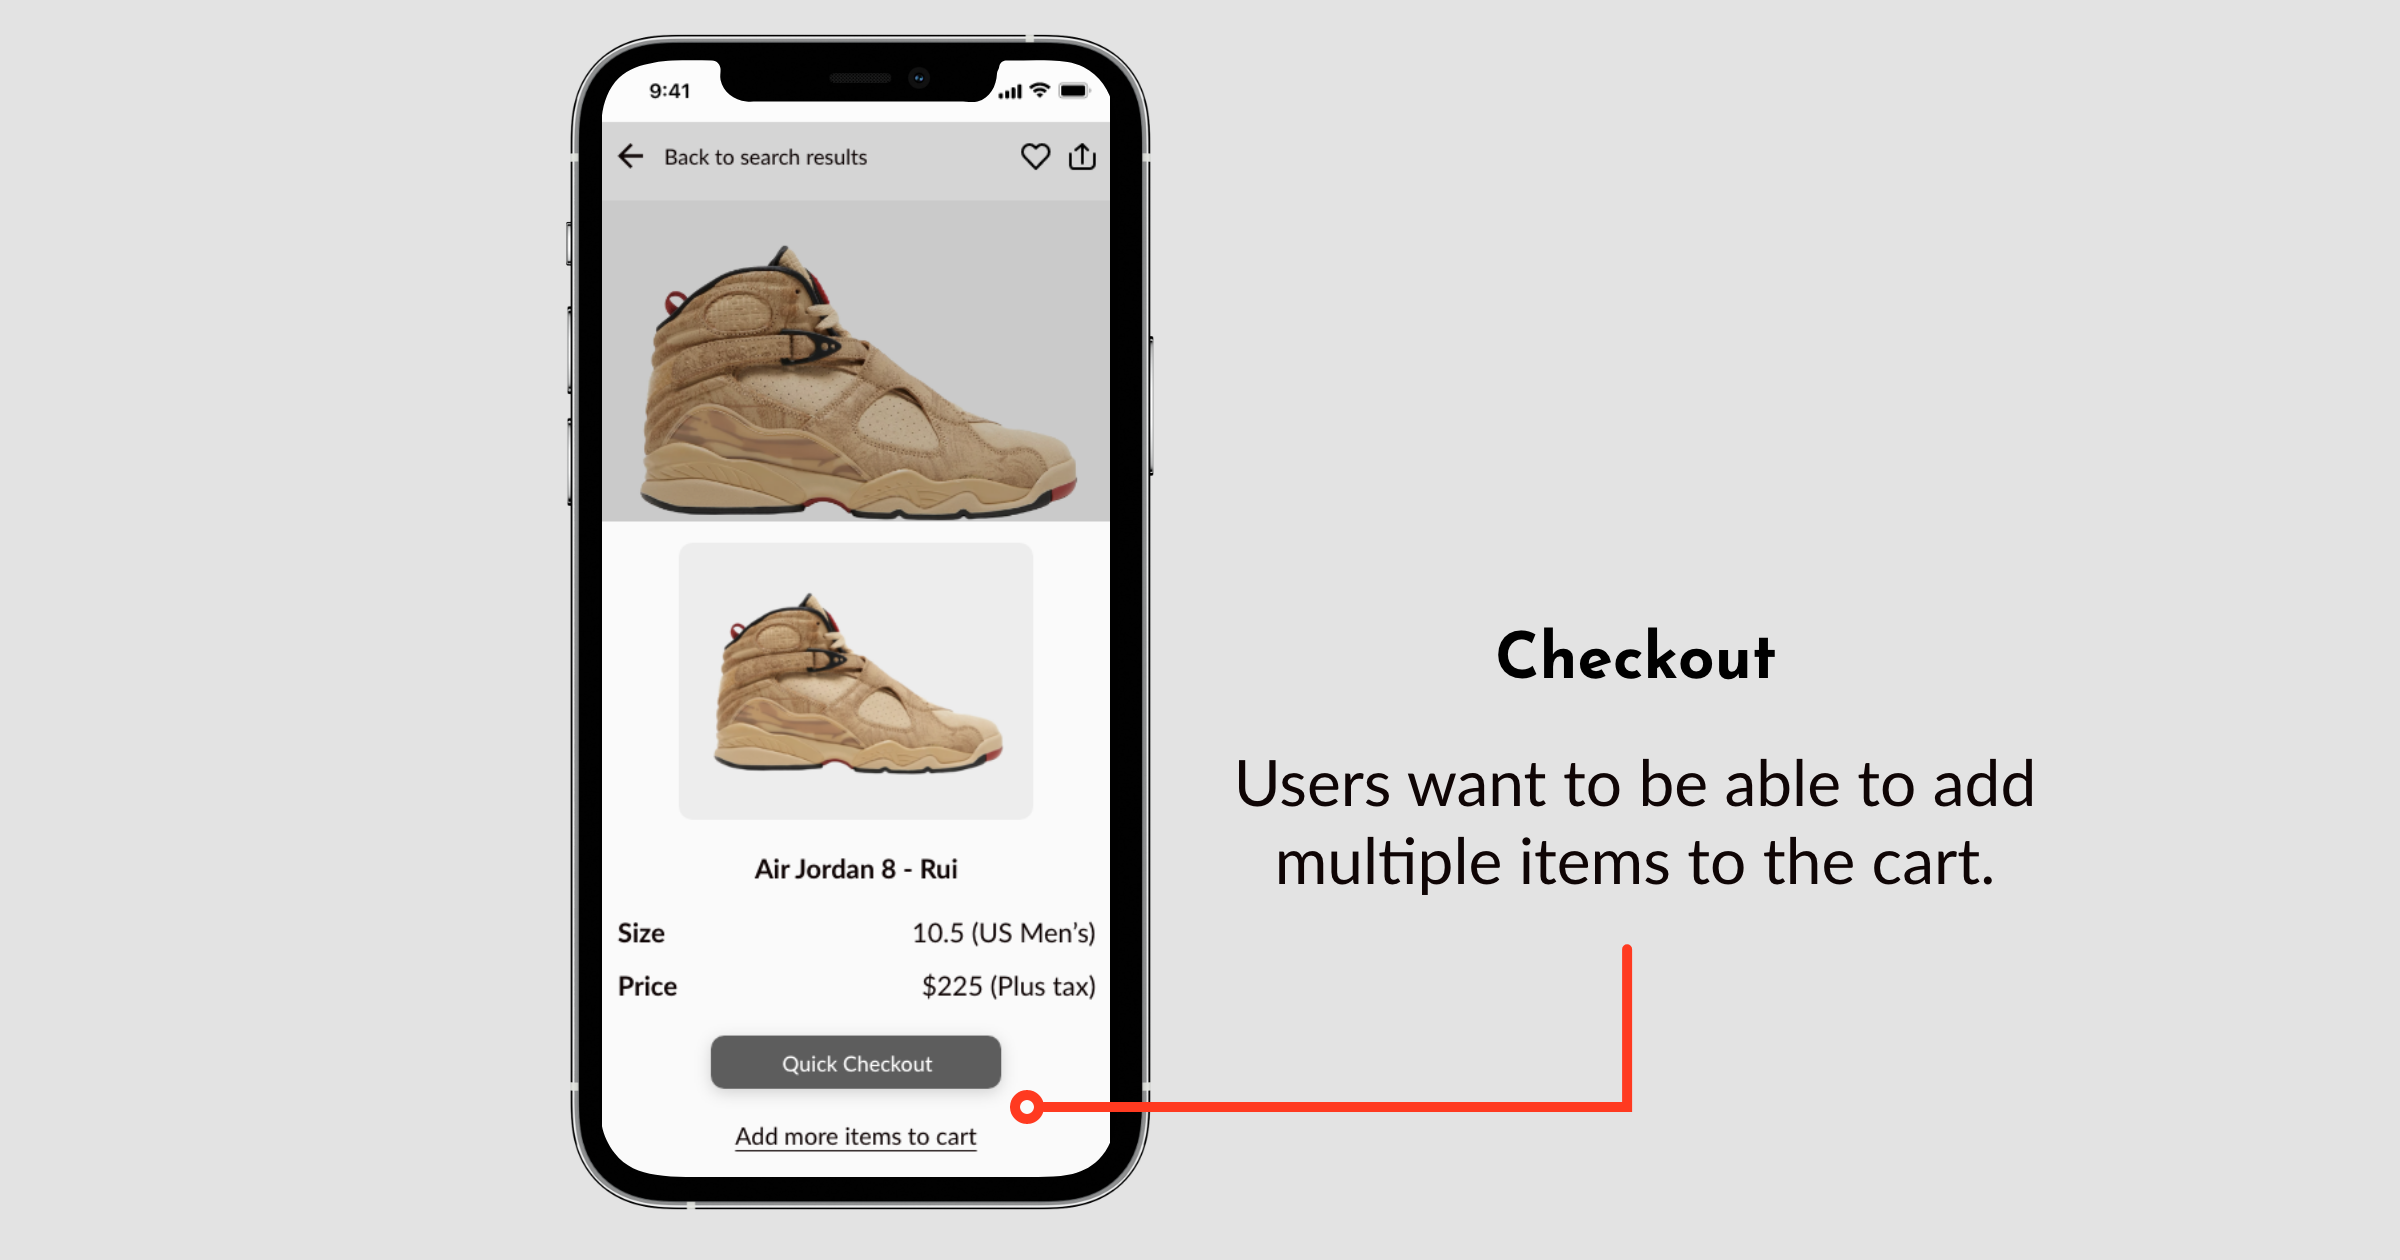 9:41
Back to search results
Air Jordan 8 - Rui
Size 10.5 (US Men’s)
Price $225 (Plus tax)
Quick Checkout
Add more items to cart
Checkout
Users want to be able to add
multiple items to the cart.